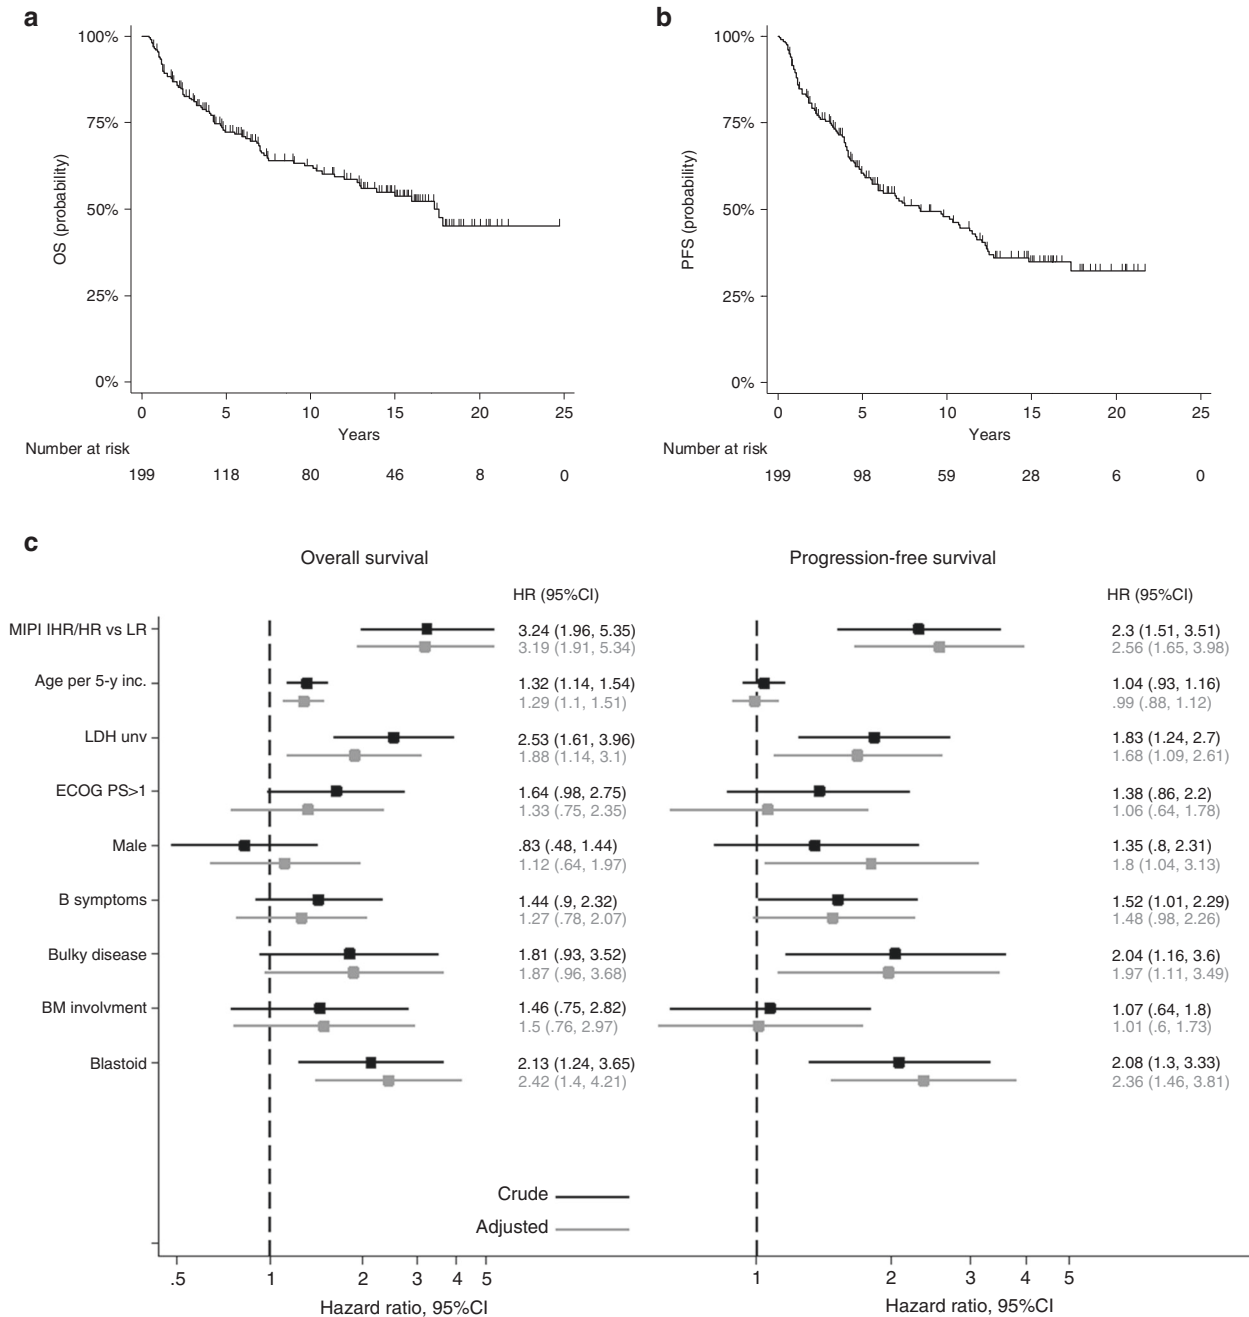 a
100%
75%
50%
25%
0%
OS (probability)
0 5 10 15 20 25
Years
Number at risk
199 118 80 46 8 0
b
100%
75%
50%
25%
0%
PFS (probability)
0 5 10 15 20 25
Years
Number at risk
199 98 59 28 6 0
c
Overall survival
Progression-free survival
HR (95%CI)
HR (95%CI)
MIPI IHR/HR vs LR
3.24 (1.96, 5.35)
3.19 (1.91, 5.34)
2.3 (1.51, 3.51)
2.56 (1.65, 3.98)
Age per 5-y inc.
1.32 (1.14, 1.54)
1.29 (1.1, 1.51)
1.04 (.93, 1.16)
.99 (.88, 1.12)
LDH unv
2.53 (1.61, 3.96)
1.88 (1.14, 3.1)
1.83 (1.24, 2.7)
1.68 (1.09, 2.61)
ECOG PS>1
1.64 (.98, 2.75)
1.33 (.75, 2.35)
1.38 (.86, 2.2)
1.06 (.64, 1.78)
Male
.83 (.48, 1.44)
1.12 (.64, 1.97)
1.35 (.8, 2.31)
1.8 (1.04, 3.13)
B symptoms
1.44 (.9, 2.32)
1.27 (.78, 2.07)
1.52 (1.01, 2.29)
1.48 (.98, 2.26)
Bulky disease
1.81 (.93, 3.52)
1.87 (.96, 3.68)
2.04 (1.16, 3.6)
1.97 (1.11, 3.49)
BM involvment
1.46 (.75, 2.82)
1.5 (.76, 2.97)
1.07 (.64, 1.8)
1.01 (.6, 1.73)
Blastoid
2.13 (1.24, 3.65)
2.42 (1.4, 4.21)
2.08 (1.3, 3.33)
2.36 (1.46, 3.81)
Crude
Adjusted
.5 1 2 3 4 5
Hazard ratio, 95%CI
1 2 3 4 5
Hazard ratio, 95%CI